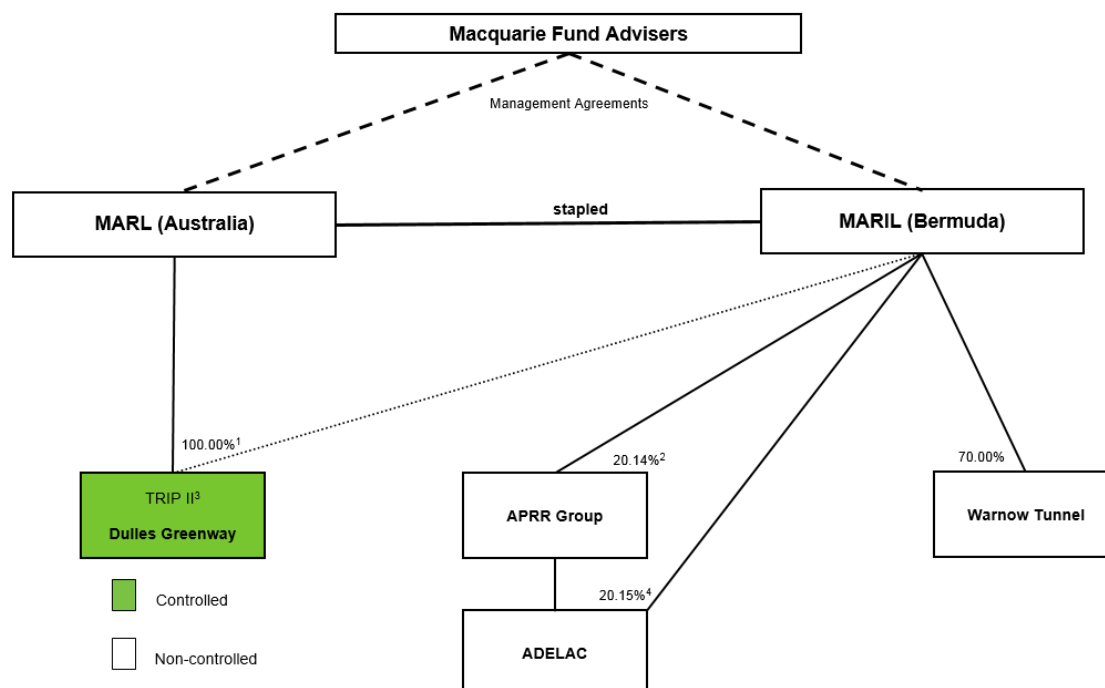 Macquarie Fund Advisers
Management Agreements
MARL (Australia)
stapled
MARIL (Bermuda)
100.00%¹
20.14%²
70.00%
TRIP II³
Dulles Greenway
APRR Group
Warnow Tunnel
Controlled
20.15%⁴
ADELAC
Non-controlled